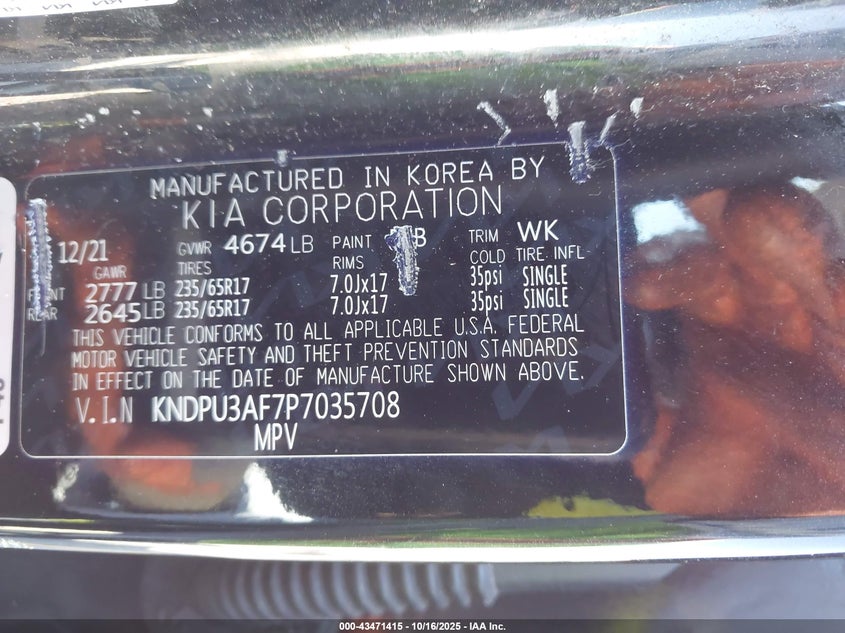 MANUFACTURED IN KOREA BY
KIA CORPORATION
12/21 GVWR 4674 LB PAINT TRIM WK
GAWR TIRES RIMS COLD TIRE. INFL
2777 LB 235/65R17 7.0Jx17 35psi SINGLE
REAR 2645 LB 235/65R17 7.0Jx17 35psi SINGLE
THIS VEHICLE CONFORMS TO ALL APPLICABLE U.S.A. FEDERAL
MOTOR VEHICLE SAFETY AND THEFT PREVENTION STANDARDS
IN EFFECT ON THE DATE OF MANUFACTURE SHOWN ABOVE.
V.I.N KNDPU3AF7P7035708
MPV
000-43471415 - 10/16/2025 - IAA Inc.